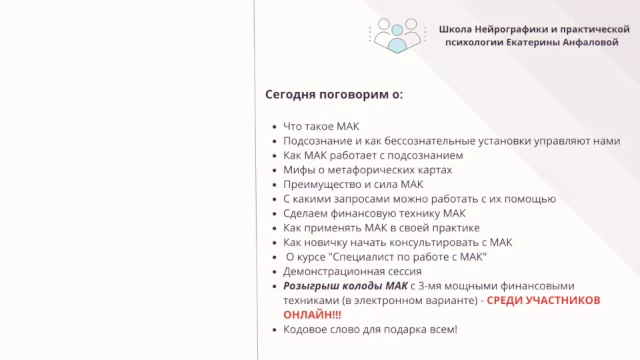 Школа Нейрографики и практической
психологии Екатерины Анфаловой
Сегодня поговорим о:
• Что такое МАК
• Подсознание и как бессознательные установки управляют нами
• Как МАК работает с подсознанием
• Мифы о метафорических картах
• Преимущество и сила МАК
• С какими запросами можно работать с их помощью
• Сделаем финансовую технику МАК
• Как применять МАК в своей практике
• Как новичку начать консультировать с МАК
• О курсе "Специалист по работе с МАК"
• Демонстрационная сессия
• Розыгрыш колоды МАК с 3-мя мощными финансовыми
техниками (в электронном варианте) - СРЕДИ УЧАСТНИКОВ
ОНЛАЙН!!!
• Кодовое слово для подарка всем!